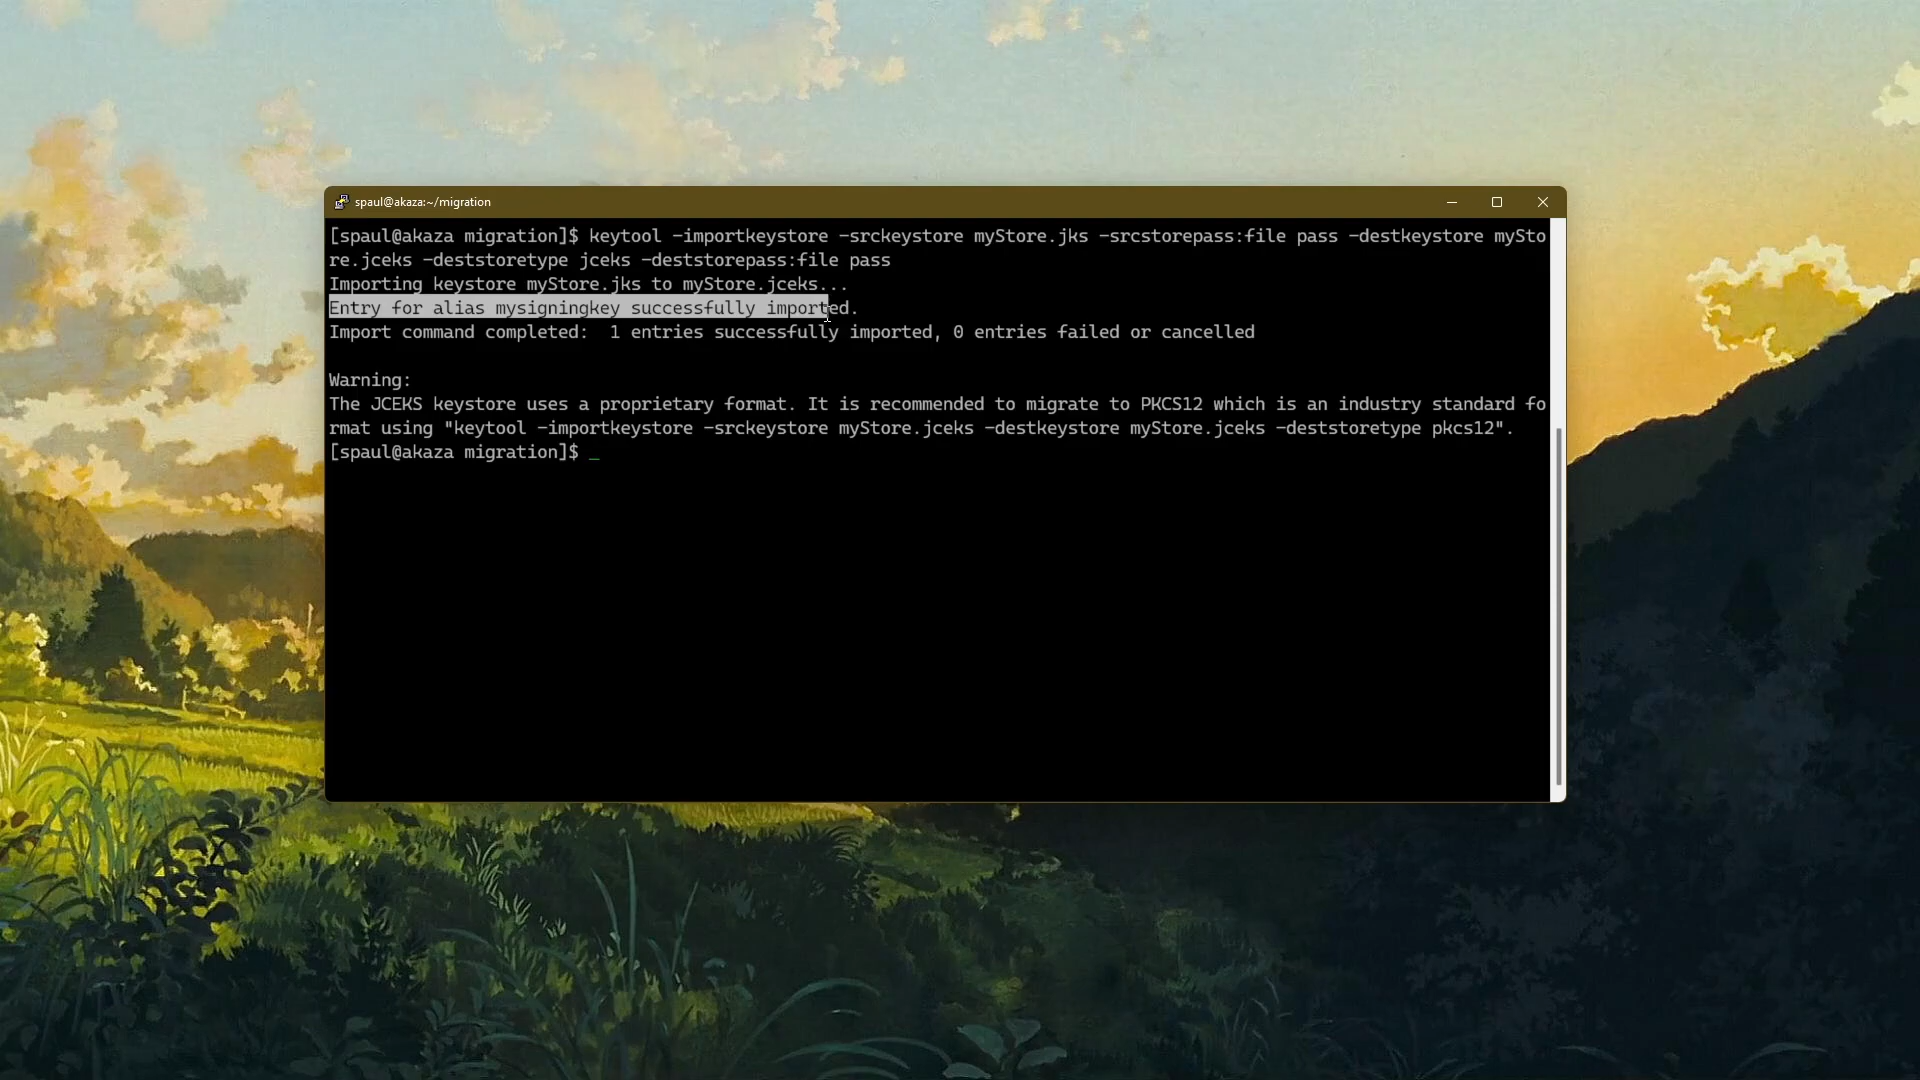 spaul@akaza:~/migration
[spaul@akaza migration]$ keytool -importkeystore -srckeystore myStore.jks -srcstorepass:file pass -destkeystore mySto
re.jceks -deststoretype jceks -deststorepass:file pass
Importing keystore myStore.jks to myStore.jceks...
Entry for alias mysigningkey successfully imported.
Import command completed:  1 entries successfully imported, 0 entries failed or cancelled
Warning:
The JCEKS keystore uses a proprietary format. It is recommended to migrate to PKCS12 which is an industry standard fo
rmat using "keytool -importkeystore -srckeystore myStore.jceks -destkeystore myStore.jceks -deststoretype pkcs12".
[spaul@akaza migration]$ _